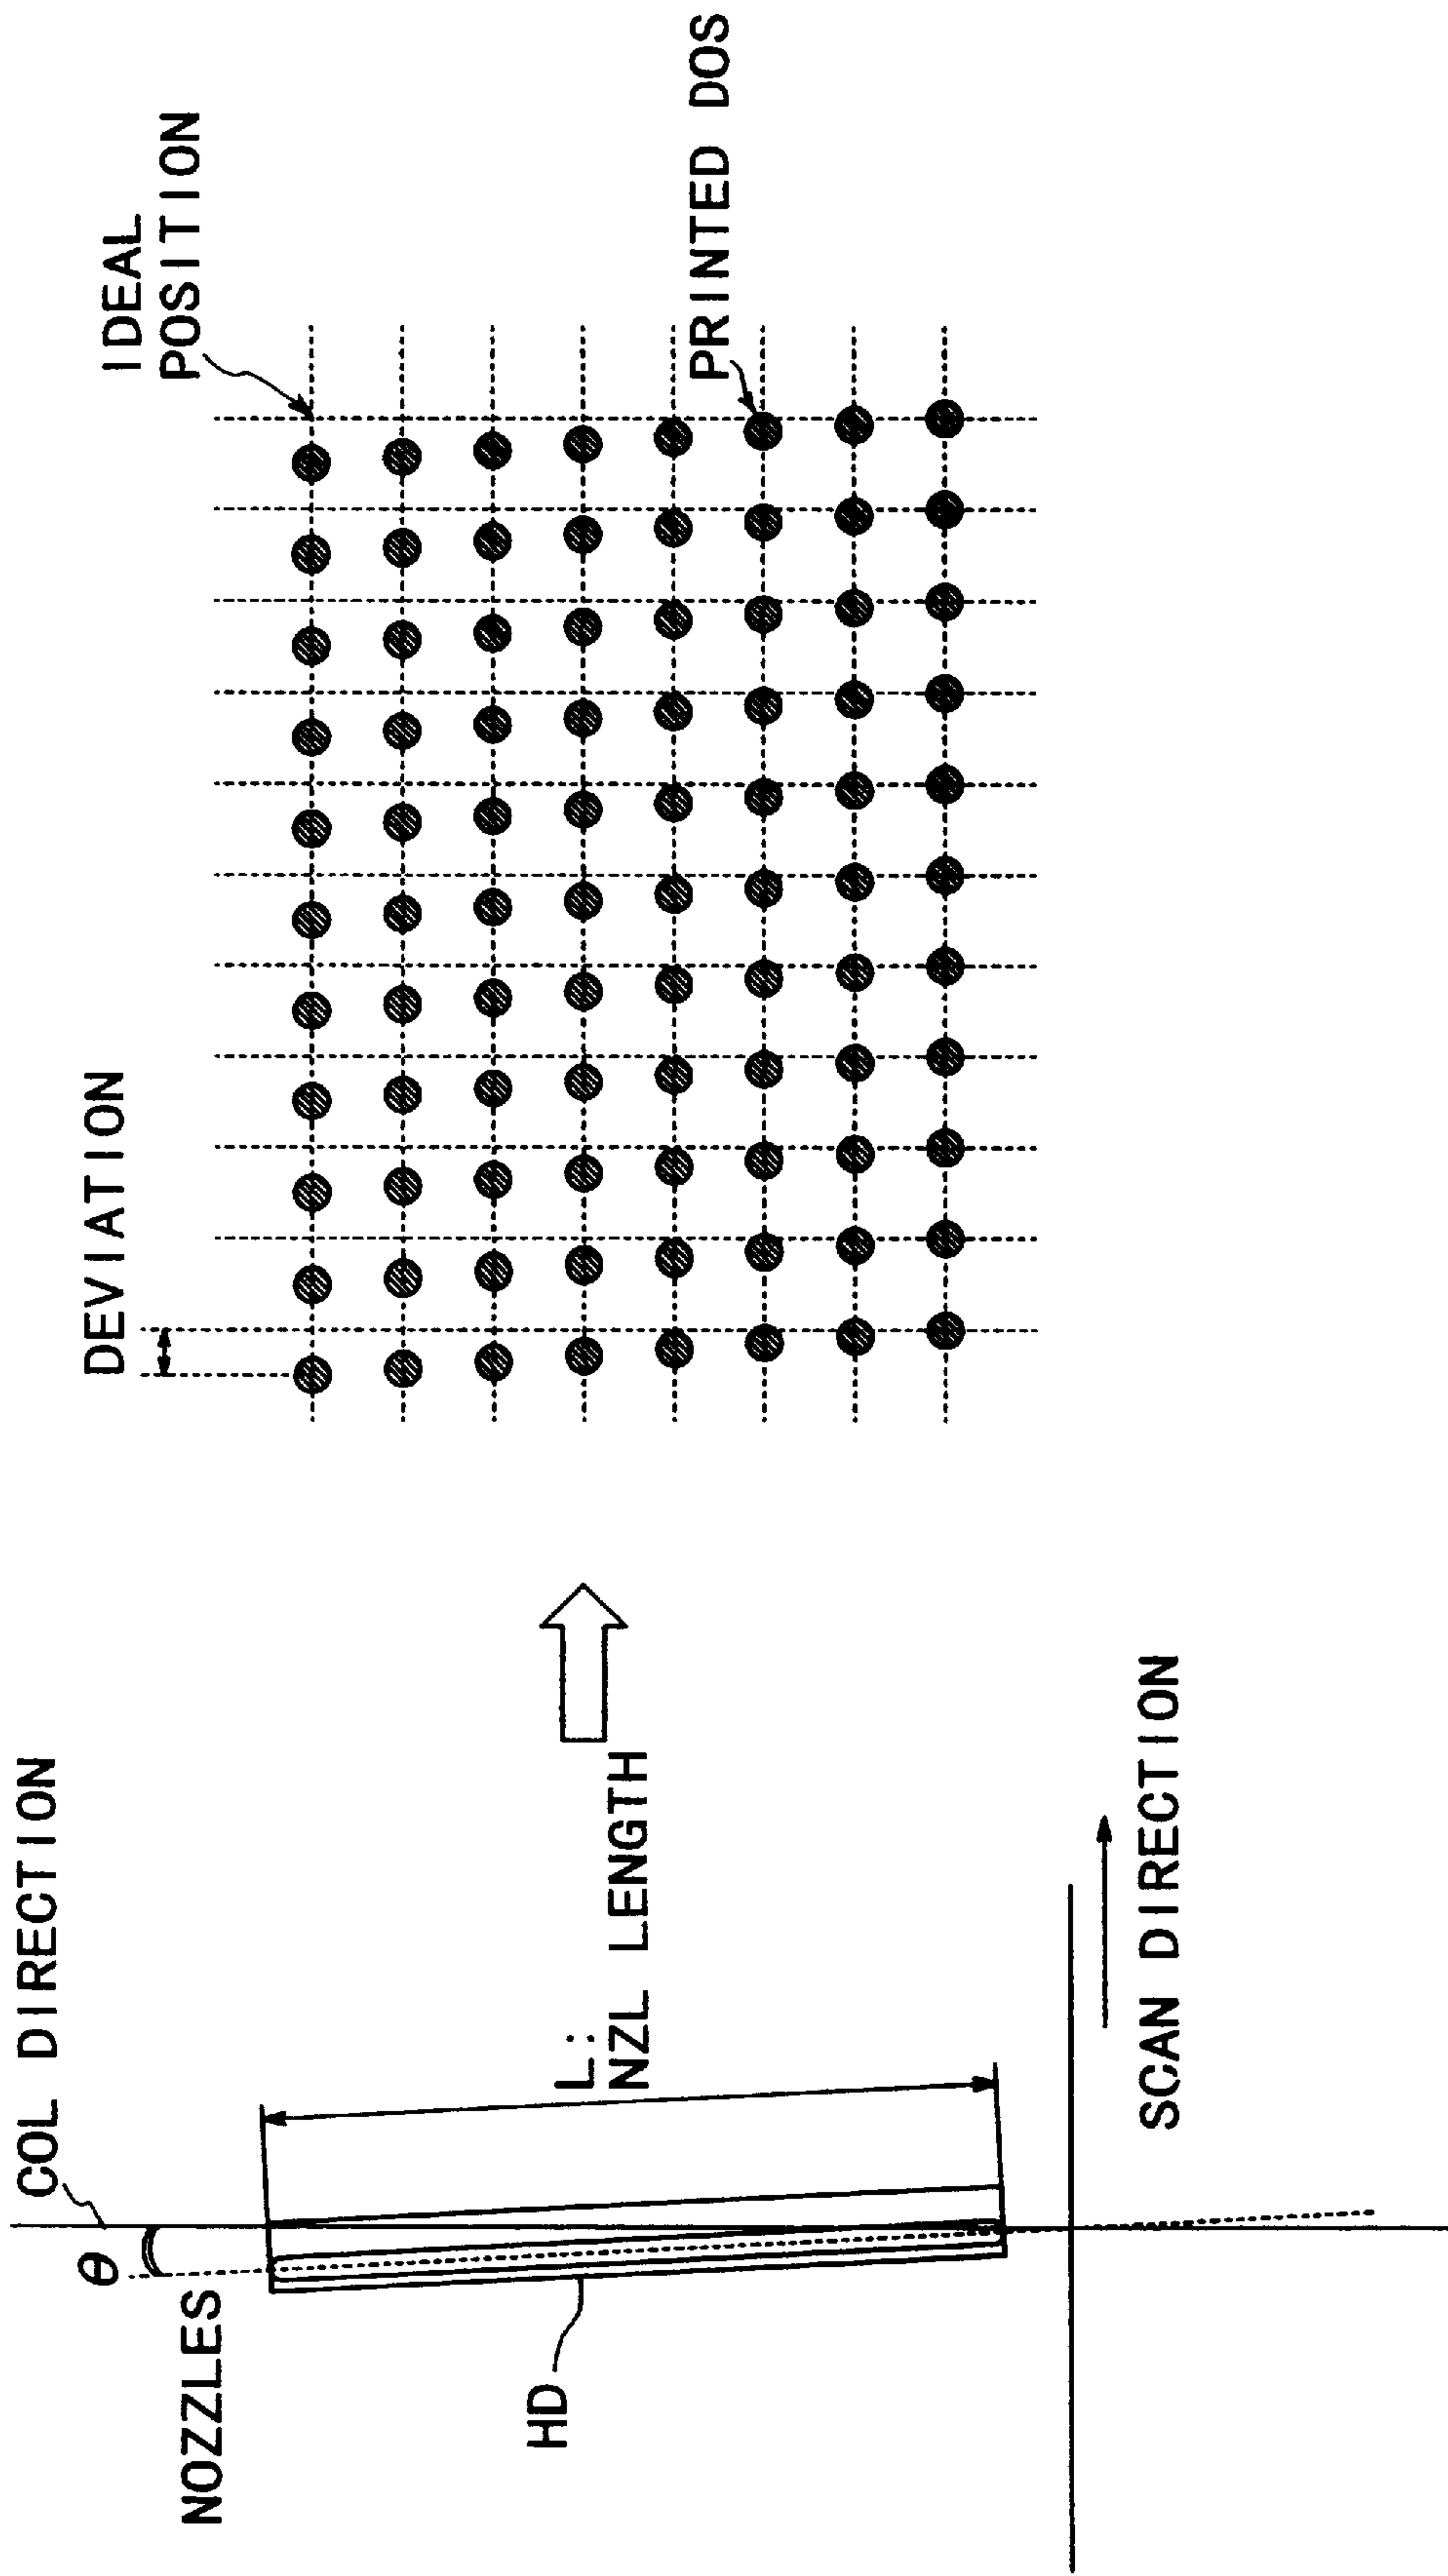 COL DIRECTION
θ
NOZZLES
HD
L:
NZL LENGTH
SCAN DIRECTION
DEVIATION
IDEAL
POSITION
PRINTED DOS